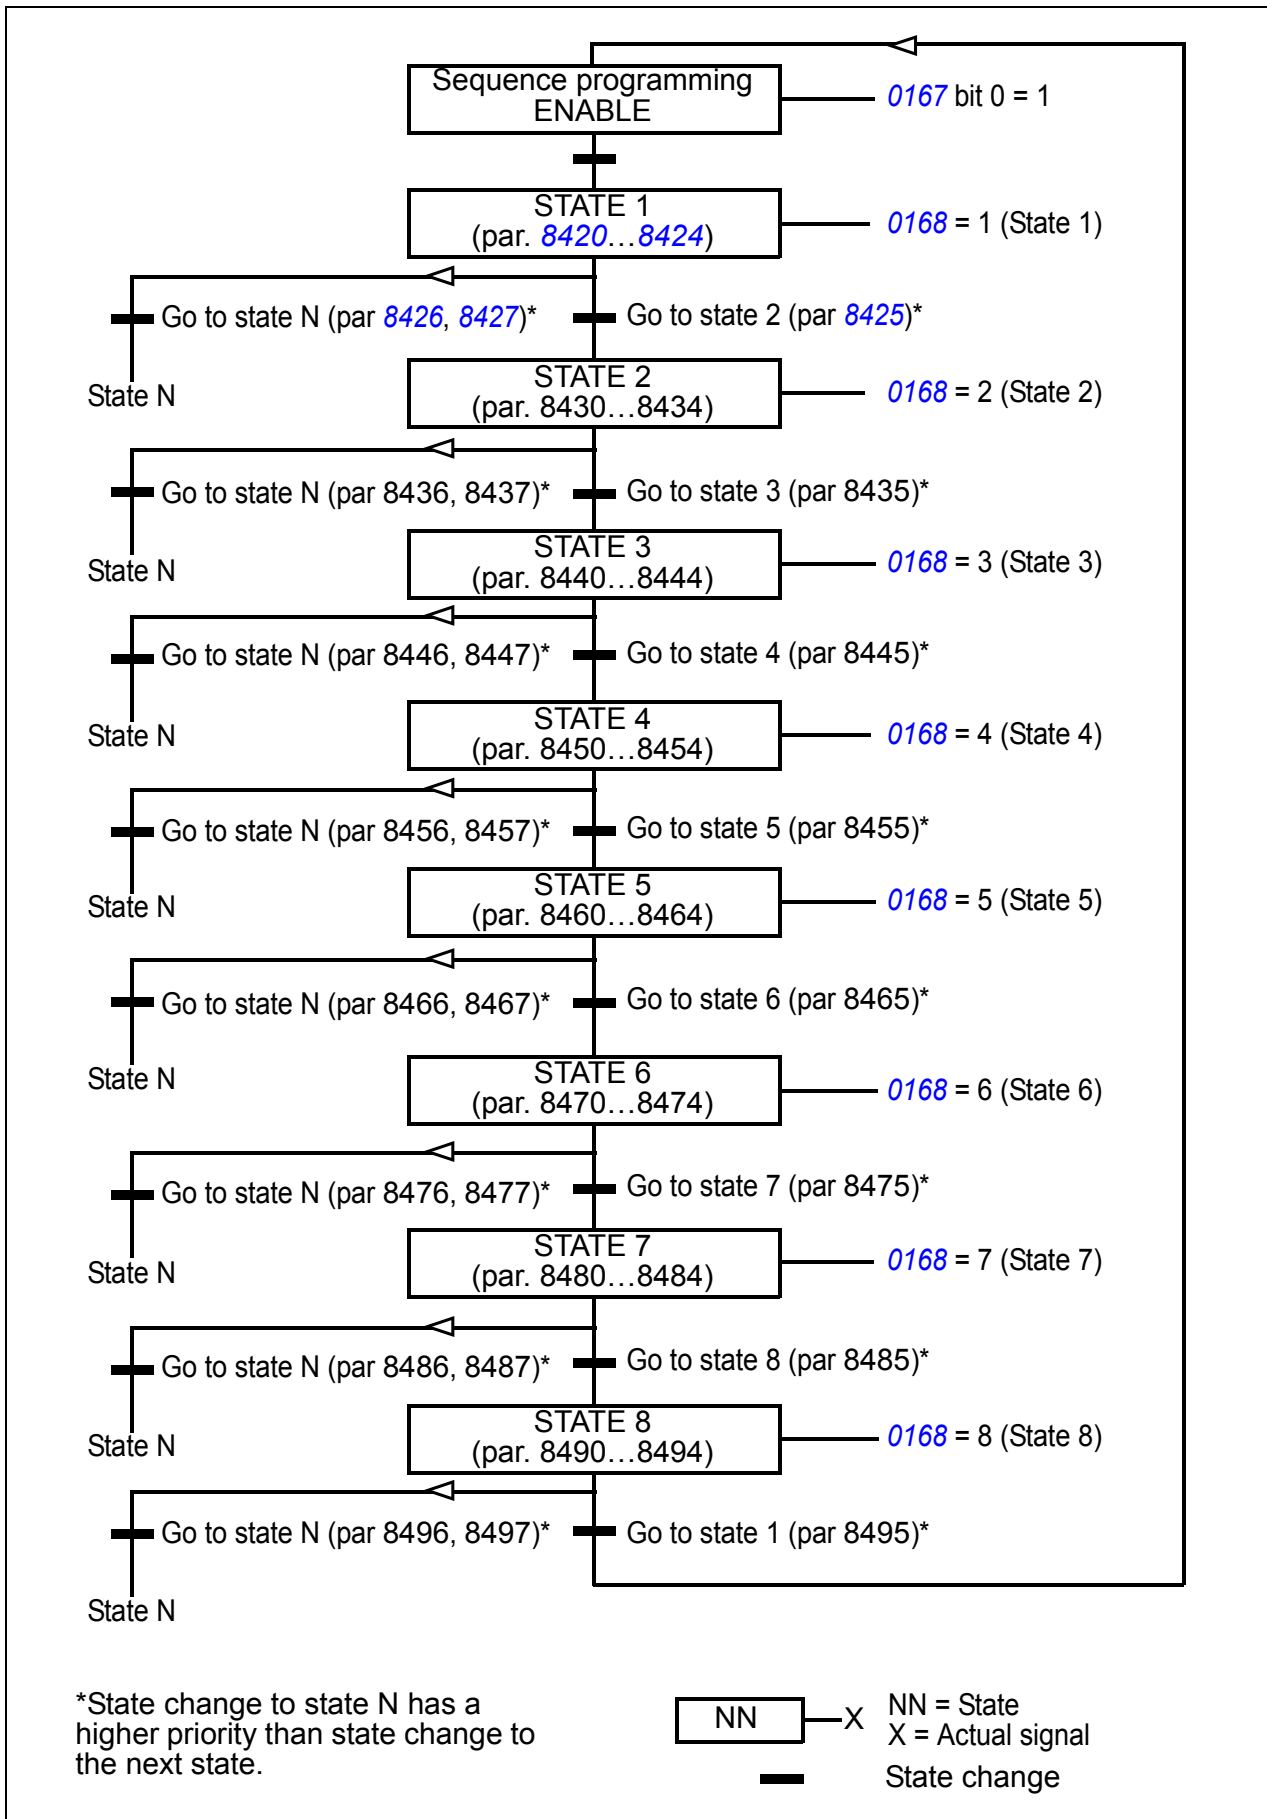 Sequence programming
ENABLE
0167 bit 0 = 1
STATE 1
(par. 8420…8424)
0168 = 1 (State 1)
Go to state N (par 8426, 8427)*
Go to state 2 (par 8425)*
State N
STATE 2
(par. 8430…8434)
0168 = 2 (State 2)
Go to state N (par 8436, 8437)*
Go to state 3 (par 8435)*
State N
STATE 3
(par. 8440…8444)
0168 = 3 (State 3)
Go to state N (par 8446, 8447)*
Go to state 4 (par 8445)*
State N
STATE 4
(par. 8450…8454)
0168 = 4 (State 4)
Go to state N (par 8456, 8457)*
Go to state 5 (par 8455)*
State N
STATE 5
(par. 8460…8464)
0168 = 5 (State 5)
Go to state N (par 8466, 8467)*
Go to state 6 (par 8465)*
State N
STATE 6
(par. 8470…8474)
0168 = 6 (State 6)
Go to state N (par 8476, 8477)*
Go to state 7 (par 8475)*
State N
STATE 7
(par. 8480…8484)
0168 = 7 (State 7)
Go to state N (par 8486, 8487)*
Go to state 8 (par 8485)*
State N
STATE 8
(par. 8490…8494)
0168 = 8 (State 8)
Go to state N (par 8496, 8497)*
Go to state 1 (par 8495)*
State N
*State change to state N has a
higher priority than state change to
the next state.
NN
X
NN = State
X = Actual signal
State change